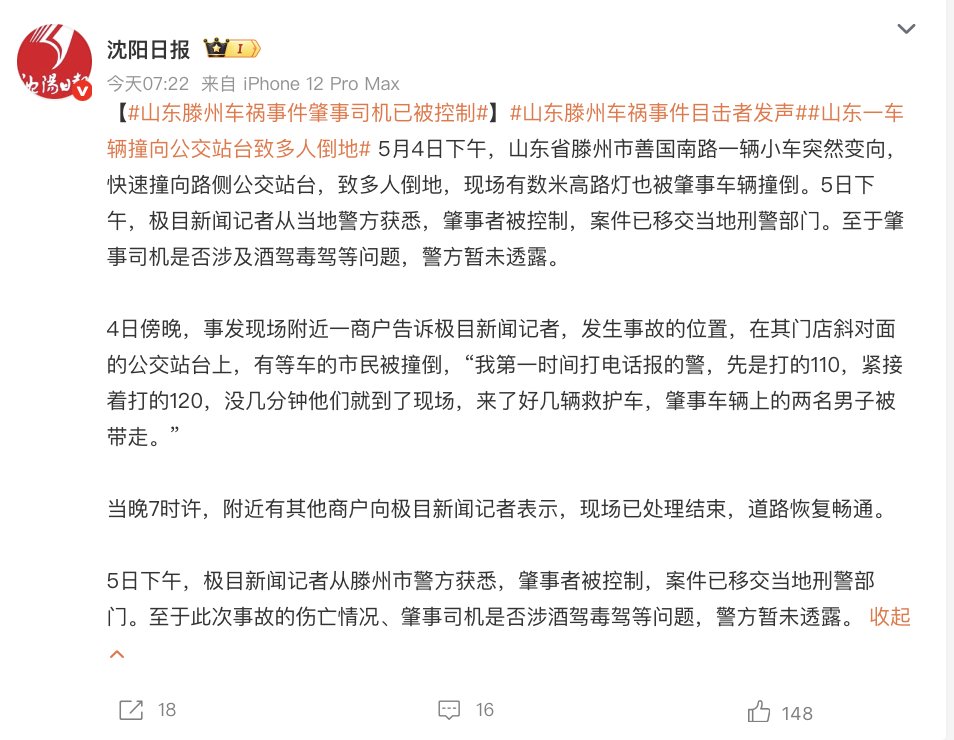 沈阳日报
I
沈陽日報
今天07:22 来自 iPhone 12 Pro Max
【#山东滕州车祸事件肇事司机已被控制#】#山东滕州车祸事件目击者发声##山东一车
辆撞向公交站台致多人倒地# 5月4日下午，山东省滕州市善国南路一辆小车突然变向，
快速撞向路侧公交站台，致多人倒地，现场有数米高路灯也被肇事车辆撞倒。5日下
午，极目新闻记者从当地警方获悉，肇事者被控制，案件已移交当地刑警部门。至于肇
事司机是否涉及酒驾毒驾等问题，警方暂未透露。
4日傍晚，事发现场附近一商户告诉极目新闻记者，发生事故的位置，在其门店斜对面
的公交站台上，有等车的市民被撞倒，“我第一时间打电话报的警，先是打的110，紧接
着打的120，没几分钟他们就到了现场，来了好几辆救护车，肇事车辆上的两名男子被
带走。”
当晚7时许，附近有其他商户向极目新闻记者表示，现场已处理结束，道路恢复畅通。
5日下午，极目新闻记者从滕州市警方获悉，肇事者被控制，案件已移交当地刑警部
门。至于此次事故的伤亡情况、肇事司机是否涉酒驾毒驾等问题，警方暂未透露。 收起
18
16
148